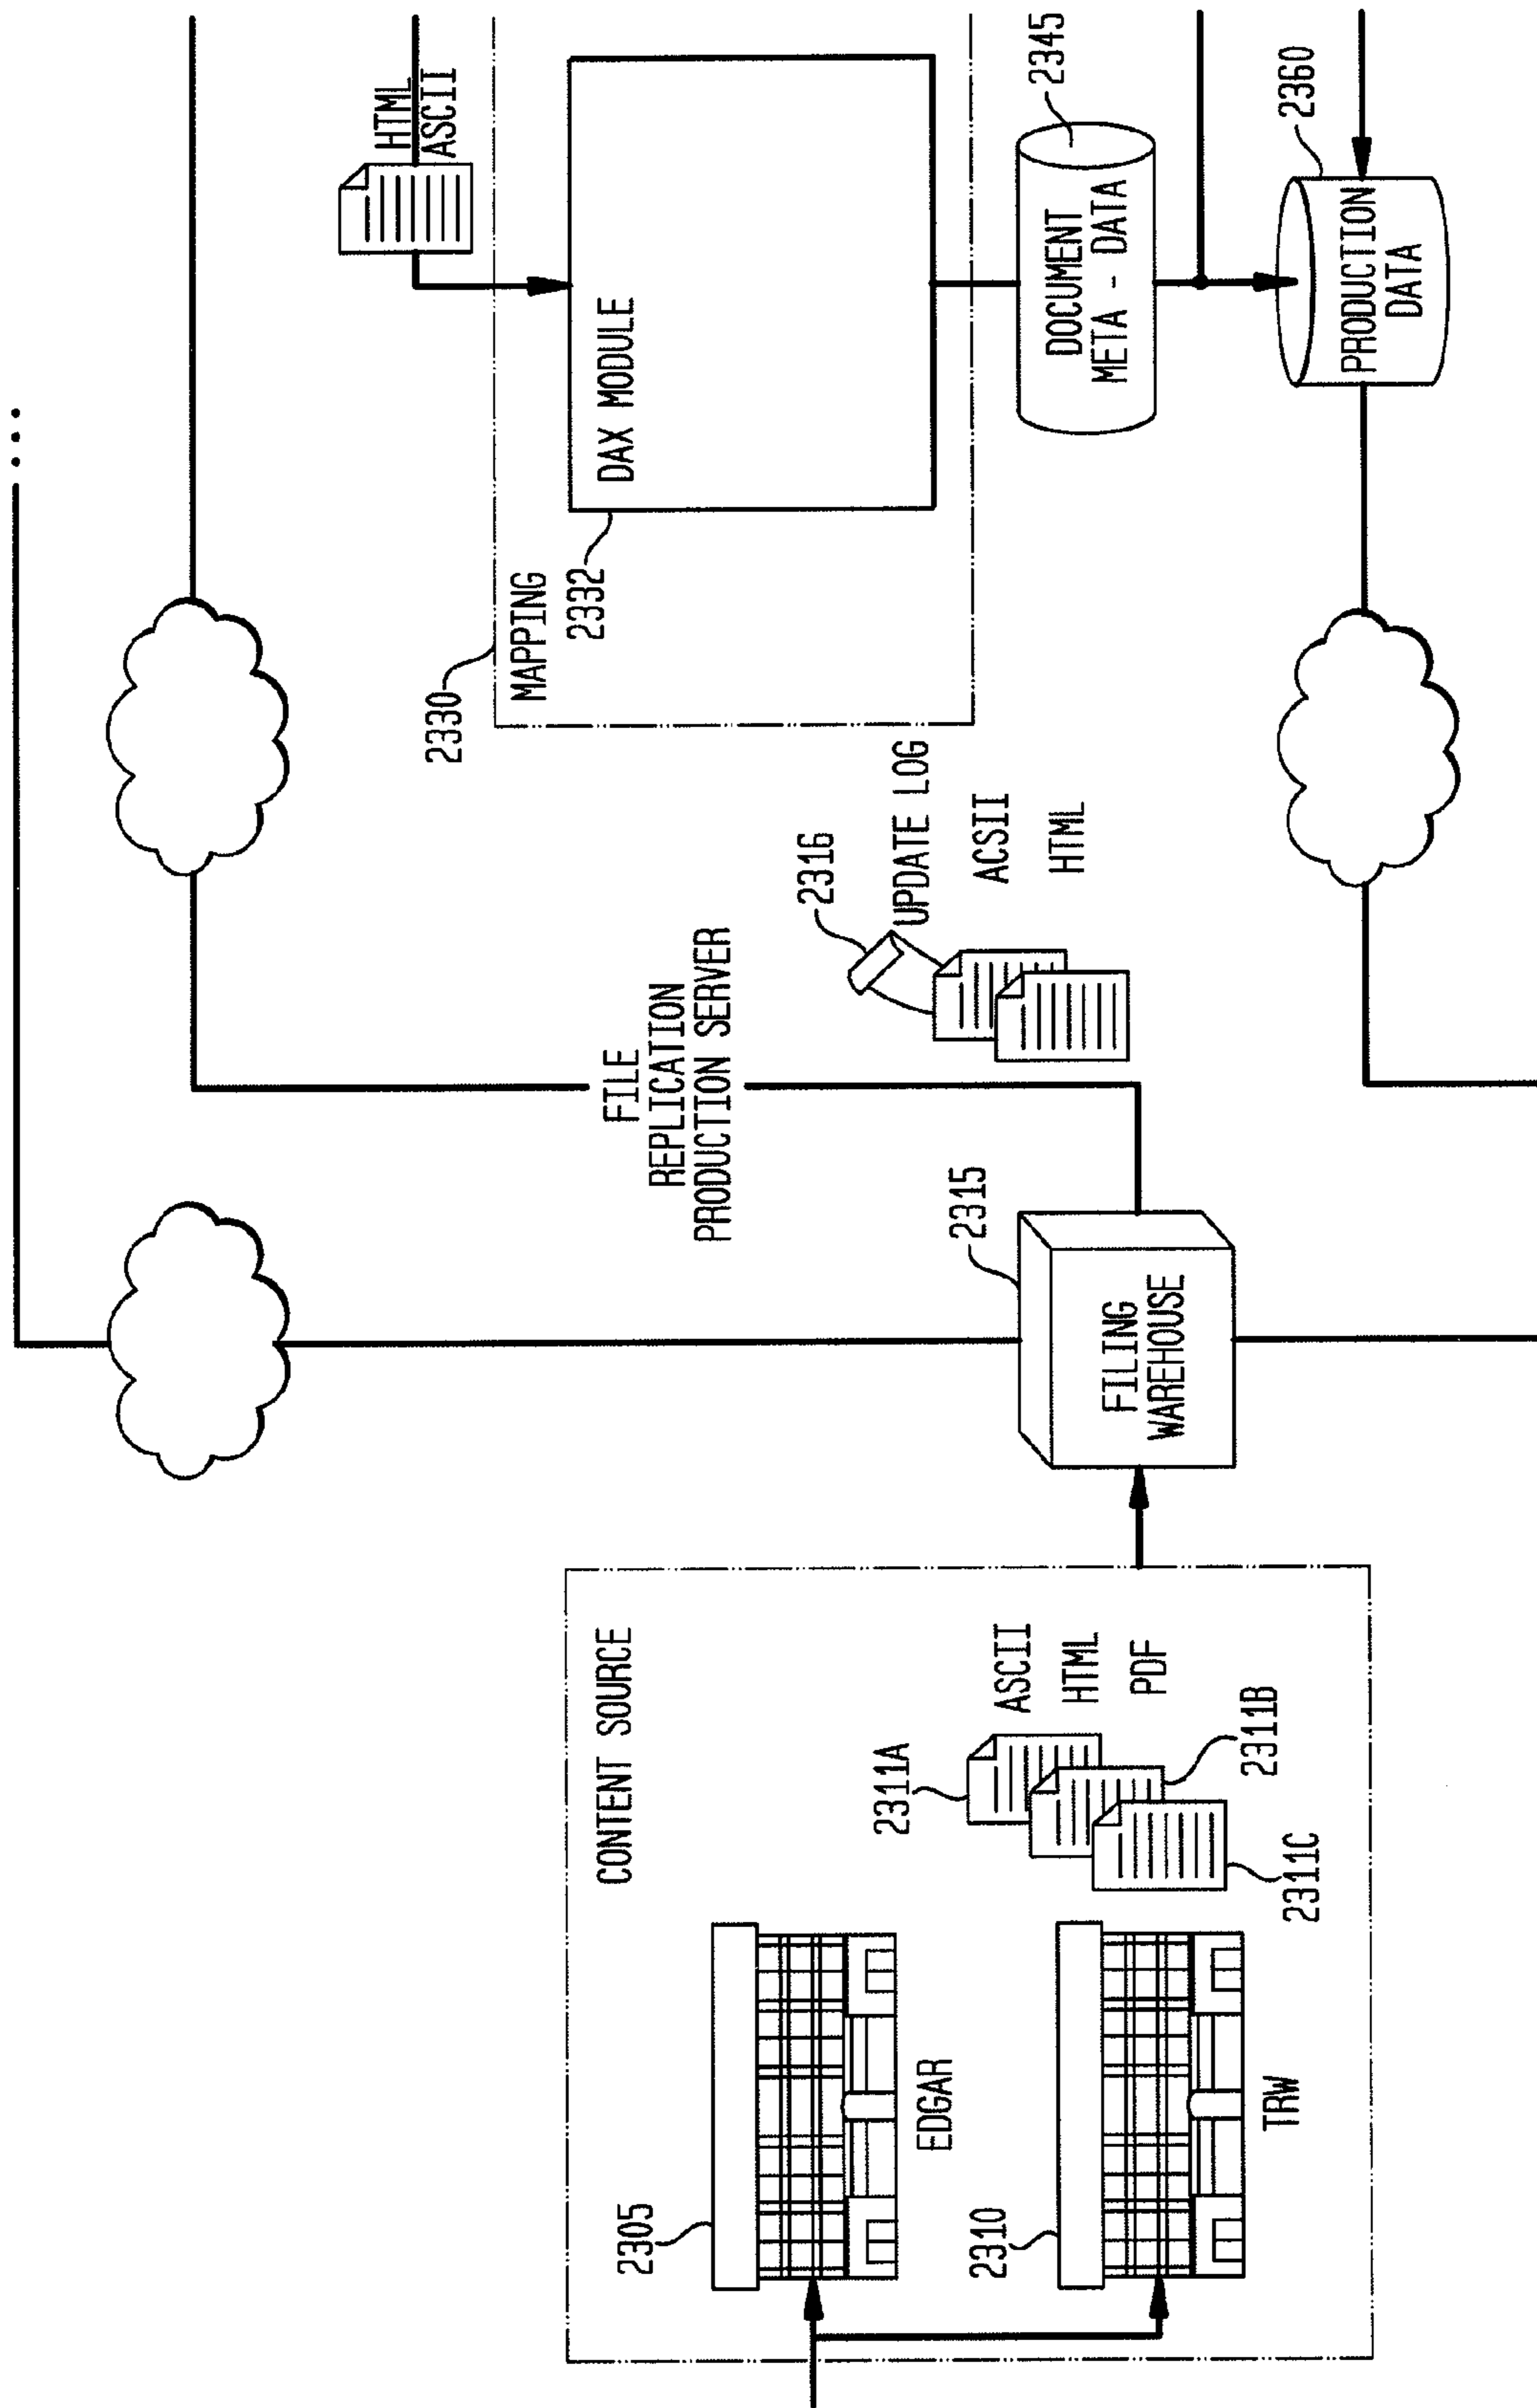 CONTENT SOURCE
2305
EDGAR
2310
TRW
2311A
2311B
2311C
ASCII
HTML
PDF
2315
FILING
WAREHOUSE
FILE
REPLICATION
PRODUCTION SERVER
2316
UPDATE LOG
ACSII
HTML
2330
MAPPING
2332
DAX MODULE
HTML
ASCII
2345
DOCUMENT
META - DATA
2360
PRODUCTION
DATA